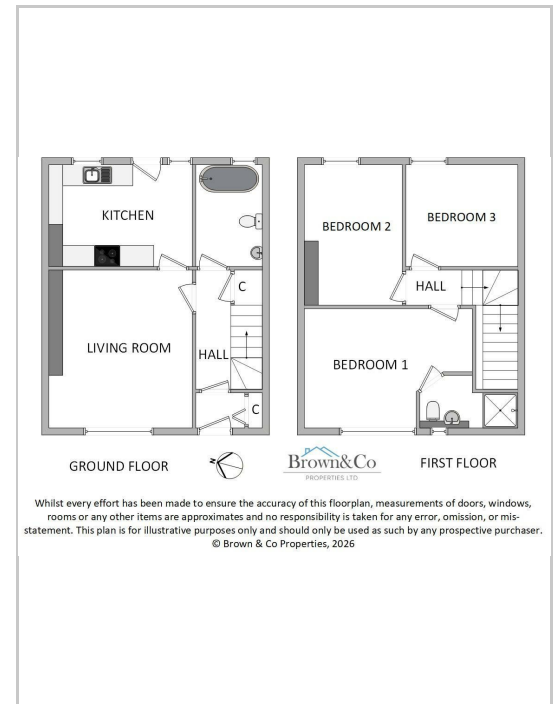 KITCHEN
C
LIVING ROOM
HALL
C
BEDROOM 2
BEDROOM 3
HALL
BEDROOM 1
GROUND FLOOR
N
Brown&Co
PROPERTIES LTD
FIRST FLOOR
Whilst every effort has been made to ensure the accuracy of this floorplan, measurements of doors, windows,
rooms or any other items are approximates and no responsibility is taken for any error, omission, or mis-
statement. This plan is for illustrative purposes only and should only be used as such by any prospective purchaser.
© Brown & Co Properties, 2026